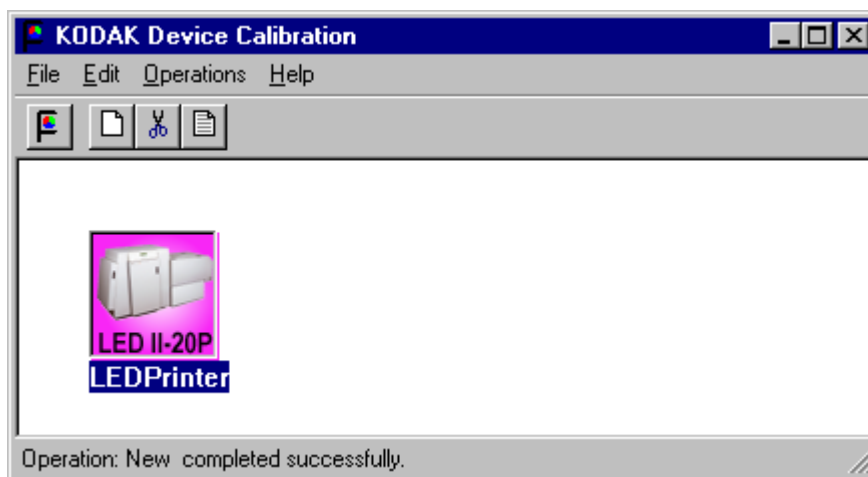 KODAK Device Calibration
File Edit Operations Help
LED II-20P
LEDPrinter
Operation: New  completed successfully.